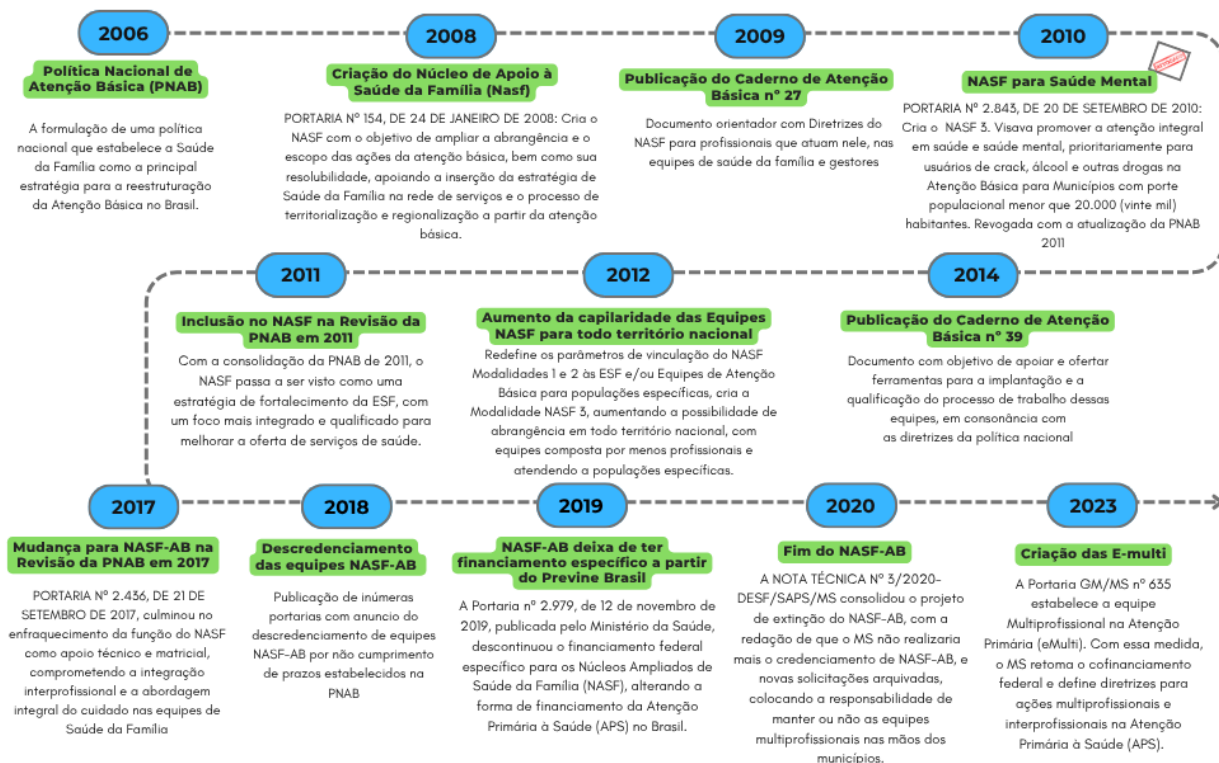 2006
Política Nacional de
Atenção Básica (PNAB)
A formulação de uma política
nacional que estabelece a Saúde
da Família como a principal
estratégia para a reestruturação
da Atenção Básica no Brasil.
2008
Criação do Núcleo de Apoio à
Saúde da Família (Nasf)
PORTARIA Nº 154, DE 24 DE JANEIRO DE 2008: Cria o
NASF com o objetivo de ampliar a abrangência e o
escopo das ações da atenção básica, bem como sua
resolubilidade, apoiando a inserção da estratégia de
Saúde da Família na rede de serviços e o processo de
territorialização e regionalização a partir da atenção
básica.
2009
Publicação do Caderno de Atenção
Básica nº 27
Documento orientador com Diretrizes do
NASF para profissionais que atuam nele, nas
equipes de saúde da família e gestores
2010
NASF para Saúde Mental
PORTARIA Nº 2.843, DE 20 DE SETEMBRO DE 2010:
Cria o NASF 3. Visava promover a atenção integral
em saúde e saúde mental, prioritariamente para
usuários de crack, álcool e outras drogas na
Atenção Básica para Municípios com porte
populacional menor que 20.000 (vinte mil)
habitantes. Revogada com a atualização da PNAB
2011
2011
Inclusão no NASF na Revisão da
PNAB em 2011
Com a consolidação da PNAB de 2011, o
NASF passa a ser visto como uma
estratégia de fortalecimento da ESF, com
um foco mais integrado e qualificado para
melhorar a oferta de serviços de saúde.
2012
Aumento da capilaridade das Equipes
NASF para todo território nacional
Redefine os parâmetros de vinculação do NASF
Modalidades 1 e 2 às ESF e/ou Equipes de Atenção
Básica para populações específicas, cria a
Modalidade NASF 3, aumentando a possibilidade de
abrangência em todo território nacional, com
equipes composta por menos profissionais e
atendendo a populações específicas.
2014
Publicação do Caderno de Atenção
Básica nº 39
Documento com objetivo de apoiar e ofertar
ferramentas para a implantação e a
qualificação do processo de trabalho dessas
equipes, em consonância com
as diretrizes da política nacional
2017
Mudança para NASF-AB na
Revisão da PNAB em 2017
PORTARIA Nº 2.436, DE 21 DE
SETEMBRO DE 2017, culminou no
enfraquecimento da função do NASF
como apoio técnico e matricial,
comprometendo a integração
interprofissional e a abordagem
integral do cuidado nas equipes de
Saúde da Família
2018
Descredenciamento
das equipes NASF-AB
Publicação de inúmeras
portarias com anuncio do
descredenciamento de equipes
NASF-AB por não cumprimento
de prazos estabelecidos na
PNAB
2019
NASF-AB deixa de ter
financiamento específico a partir
do Previne Brasil
A Portaria nº 2.979, de 12 de novembro de
2019, publicada pelo Ministério da Saúde,
descontinuou o financiamento federal
específico para os Núcleos Ampliados de
Saúde da Família (NASF), alterando a
forma de financiamento da Atenção
Primária à Saúde (APS) no Brasil.
2020
Fim do NASF-AB
A NOTA TÉCNICA Nº 3/2020-
DESF/SAPS/MS consolidou o projeto
de extinção do NASF-AB, com a
redação de que o MS não realizaria
mais o credenciamento de NASF-AB, e
novas solicitações arquivadas,
colocando a responsabilidade de
manter ou não as equipes
multiprofissionais nas mãos dos
municípios.
2023
Criação das E-multi
A Portaria GM/MS nº 635
estabelece a equipe
Multiprofissional na Atenção
Primária (eMulti). Com essa medida,
o MS retoma o cofinanciamento
federal e define diretrizes para
ações multiprofissionais e
interprofissionais na Atenção
Primária à Saúde (APS).